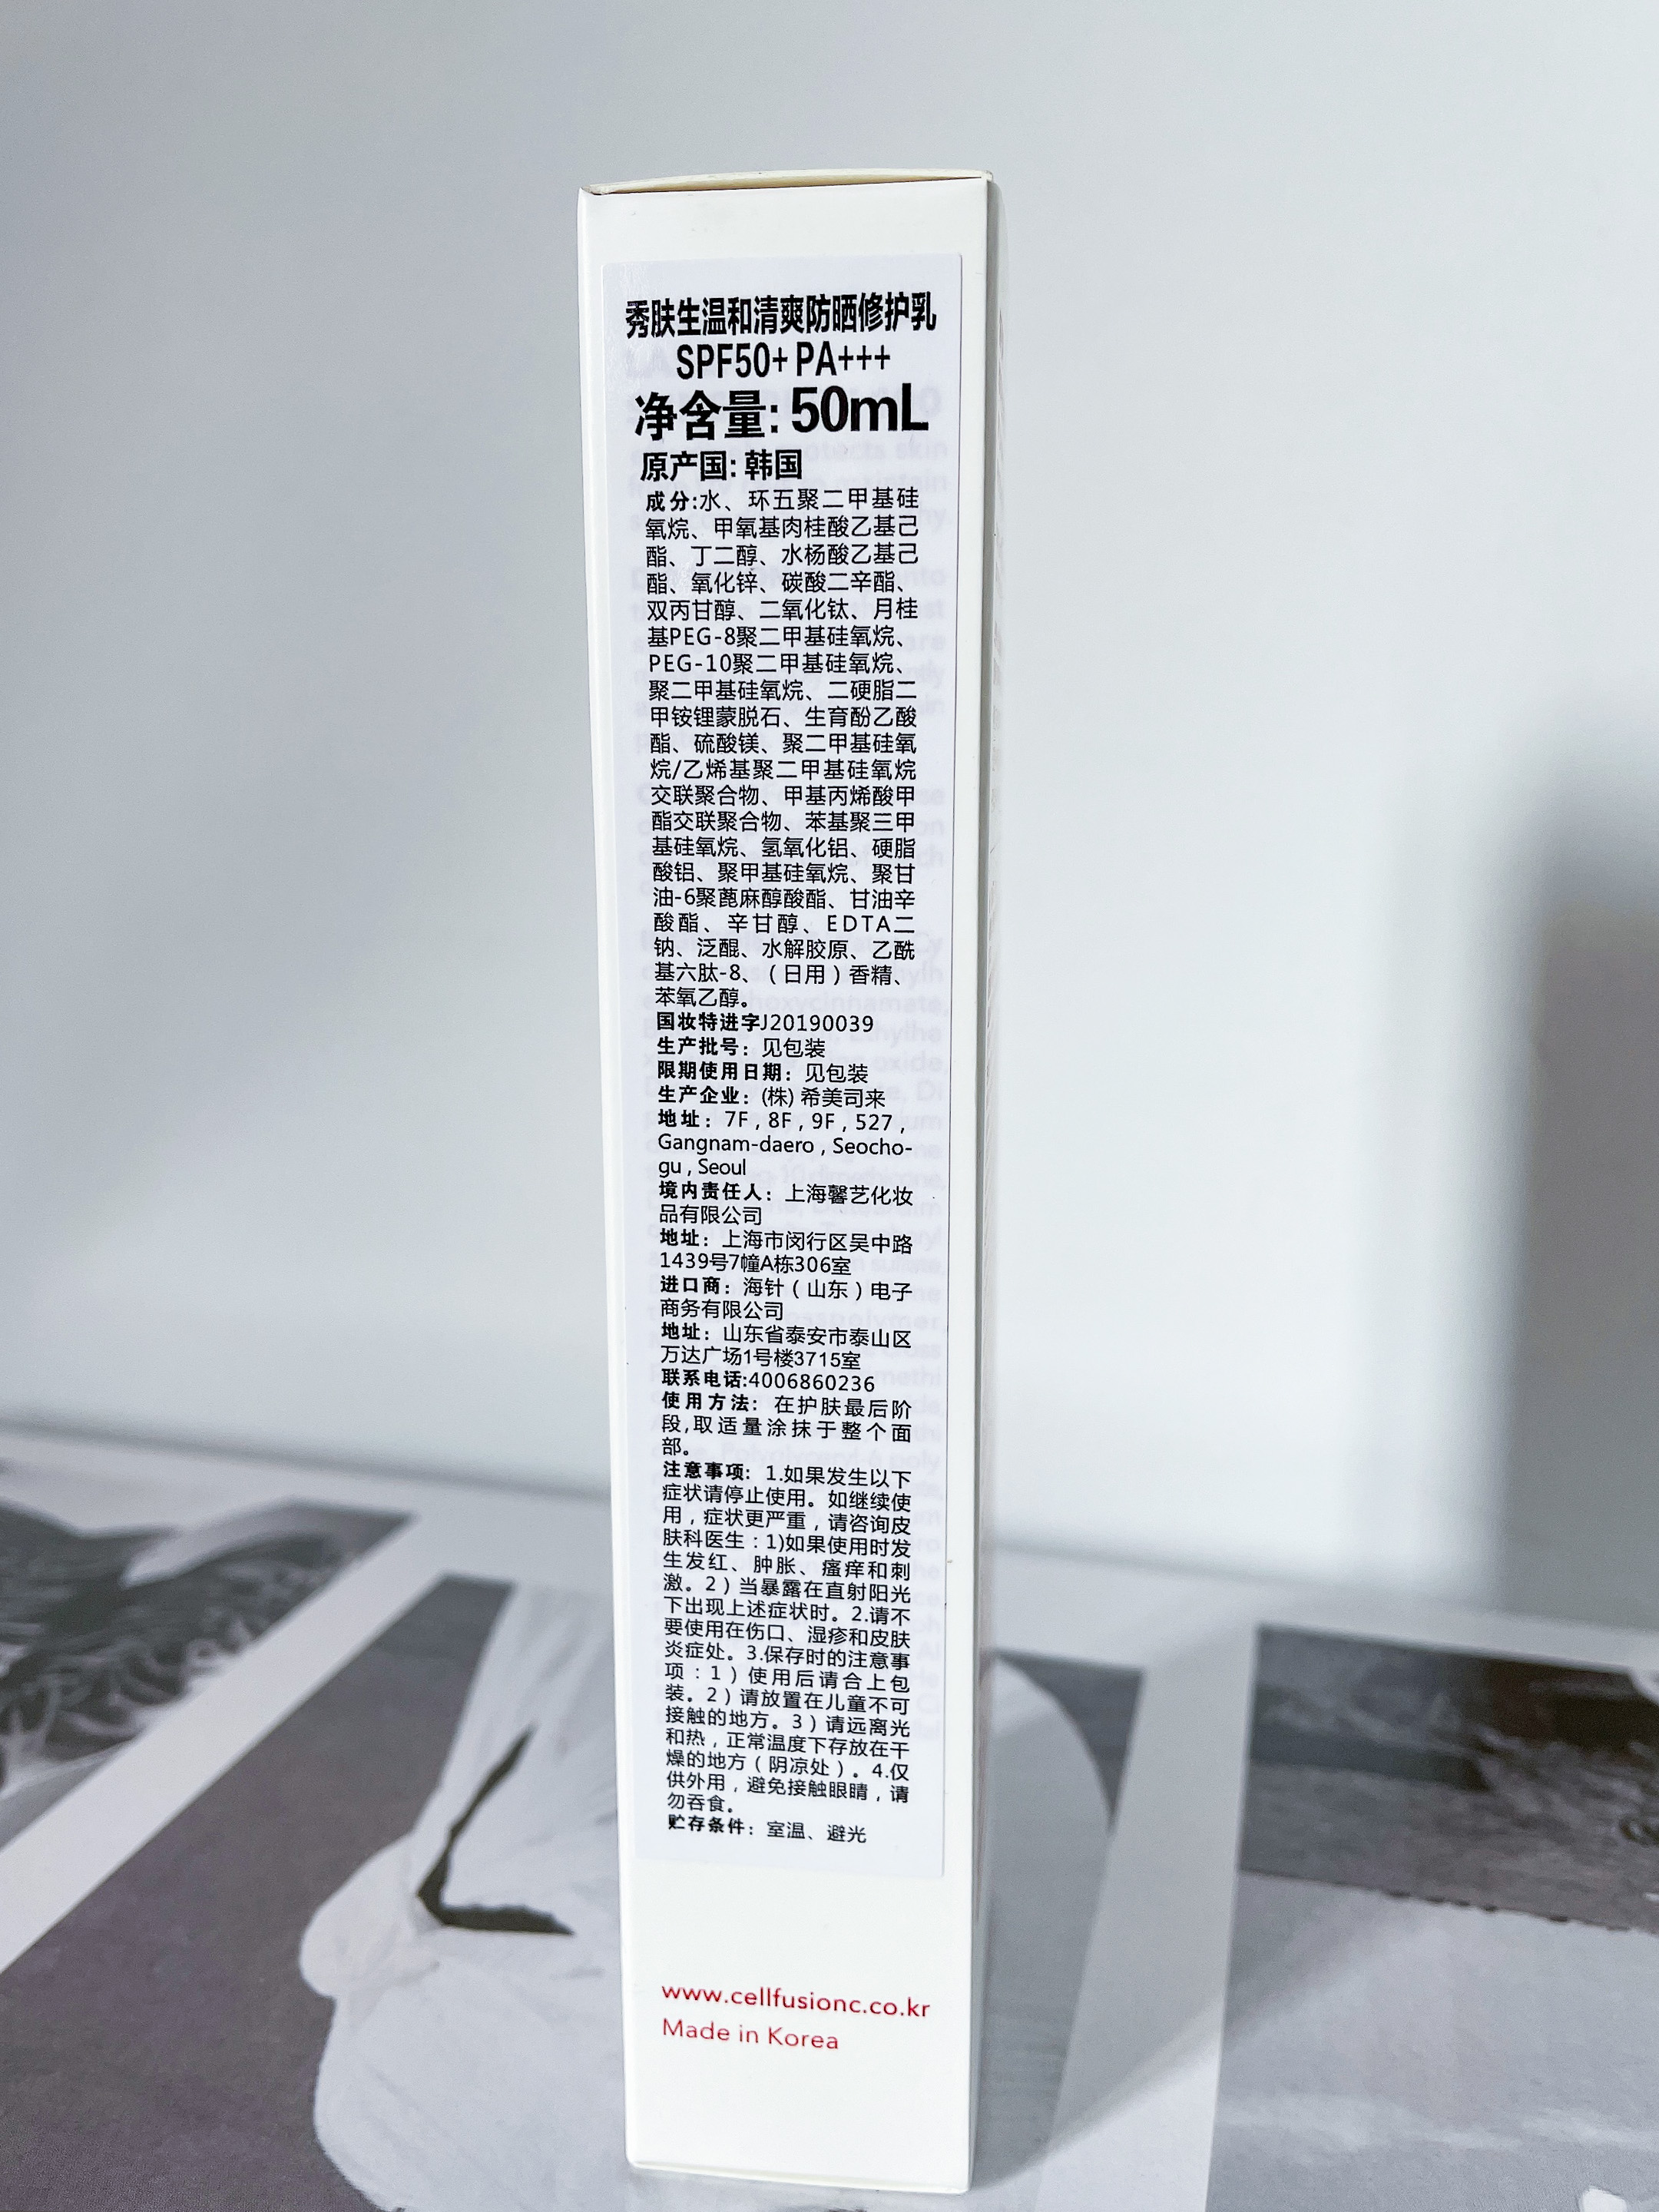 秀肤生温和清爽防晒修护乳
SPF50+ PA+++
净含量: 50mL
原产国: 韩国
成分:水、环五聚二甲基硅
氧烷、甲氧基肉桂酸乙基己
酯、丁二醇、水杨酸乙基己
酯、氧化锌、碳酸二辛酯、
双丙甘醇、二氧化钛、月桂
基PEG-8聚二甲基硅氧烷、
PEG-10聚二甲基硅氧烷、
聚二甲基硅氧烷、二硬脂二
甲铵锂蒙脱石、生育酚乙酸
酯、硫酸镁、聚二甲基硅氧
烷/乙烯基聚二甲基硅氧烷
交联聚合物、甲基丙烯酸甲
酯交联聚合物、苯基聚三甲
基硅氧烷、氢氧化铝、硬脂
酸铝、聚甲基硅氧烷、聚甘
油-6聚蓖麻醇酸酯、甘油辛
酸酯、辛甘醇、EDTA二
钠、泛醌、水解胶原、乙酰
基六肽-8、（日用）香精、
苯氧乙醇。
国妆特进字J20190039
生产批号：见包装
限期使用日期：见包装
生产企业：(株) 希美司来
地址：7F , 8F , 9F , 527 ,
Gangnam-daero , Seocho-
gu , Seoul
境内责任人：上海馨艺化妆
品有限公司
地址：上海市闵行区吴中路
1439号7幢A栋306室
进口商：海针（山东）电子
商务有限公司
地址：山东省泰安市泰山区
万达广场1号楼3715室
联系电话:4006860236
使用方法：在护肤最后阶
段,取适量涂抹于整个面
部。
注意事项：1.如果发生以下
症状请停止使用。如继续使
用，症状更严重，请咨询皮
肤科医生：1)如果使用时发
生发红、肿胀、瘙痒和刺
激。2）当暴露在直射阳光
下出现上述症状时。2.请不
要使用在伤口、湿疹和皮肤
炎症处。3.保存时的注意事
项：1）使用后请合上包
装。2）请放置在儿童不可
接触的地方。3）请远离光
和热，正常温度下存放在干
燥的地方（阴凉处）。4.仅
供外用，避免接触眼睛，请
勿吞食。
贮存条件：室温、避光
www.cellfusionc.co.kr
Made in Korea